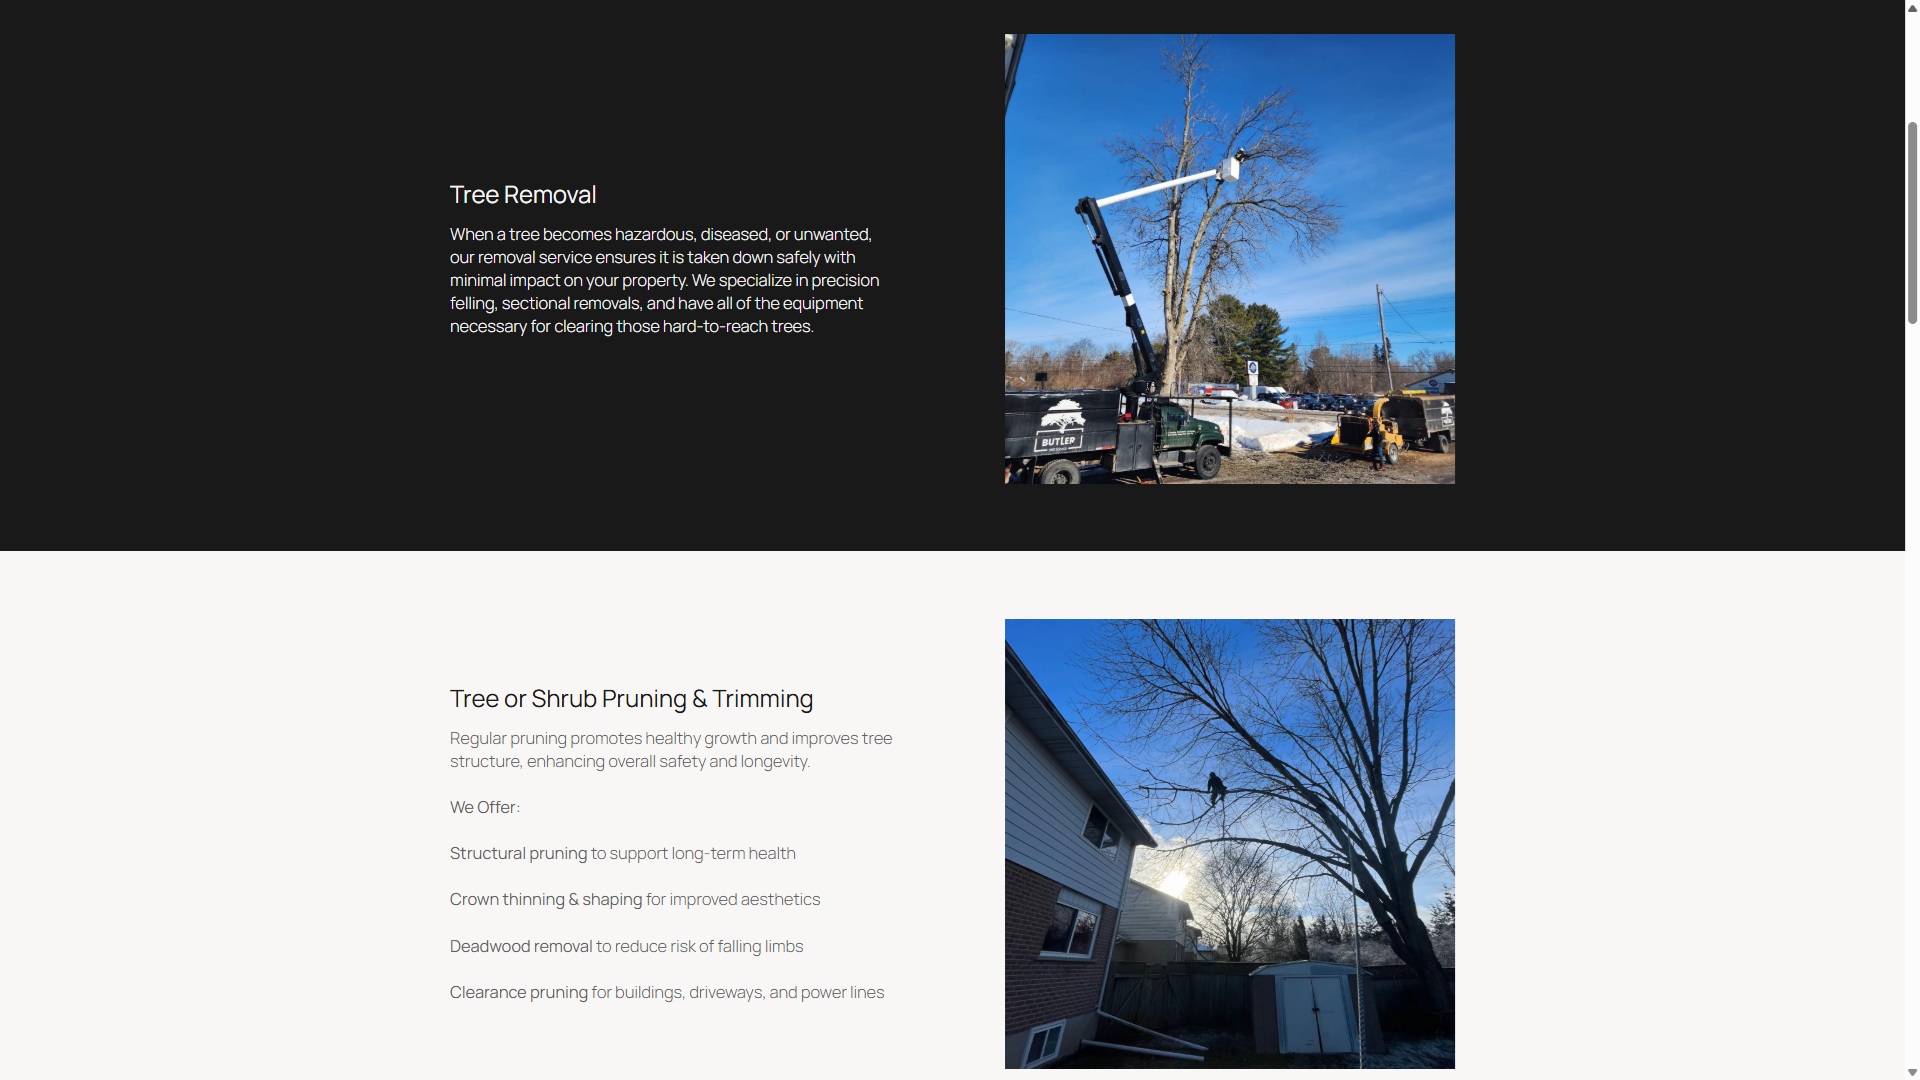 Tree Removal
When a tree becomes hazardous, diseased, or unwanted,
our removal service ensures it is taken down safely with
minimal impact on your property. We specialize in precision
felling, sectional removals, and have all of the equipment
necessary for clearing those hard-to-reach trees.
BUTLER
Tree or Shrub Pruning & Trimming
Regular pruning promotes healthy growth and improves tree
structure, enhancing overall safety and longevity.
We Offer:
Structural pruning to support long-term health
Crown thinning & shaping for improved aesthetics
Deadwood removal to reduce risk of falling limbs
Clearance pruning for buildings, driveways, and power lines